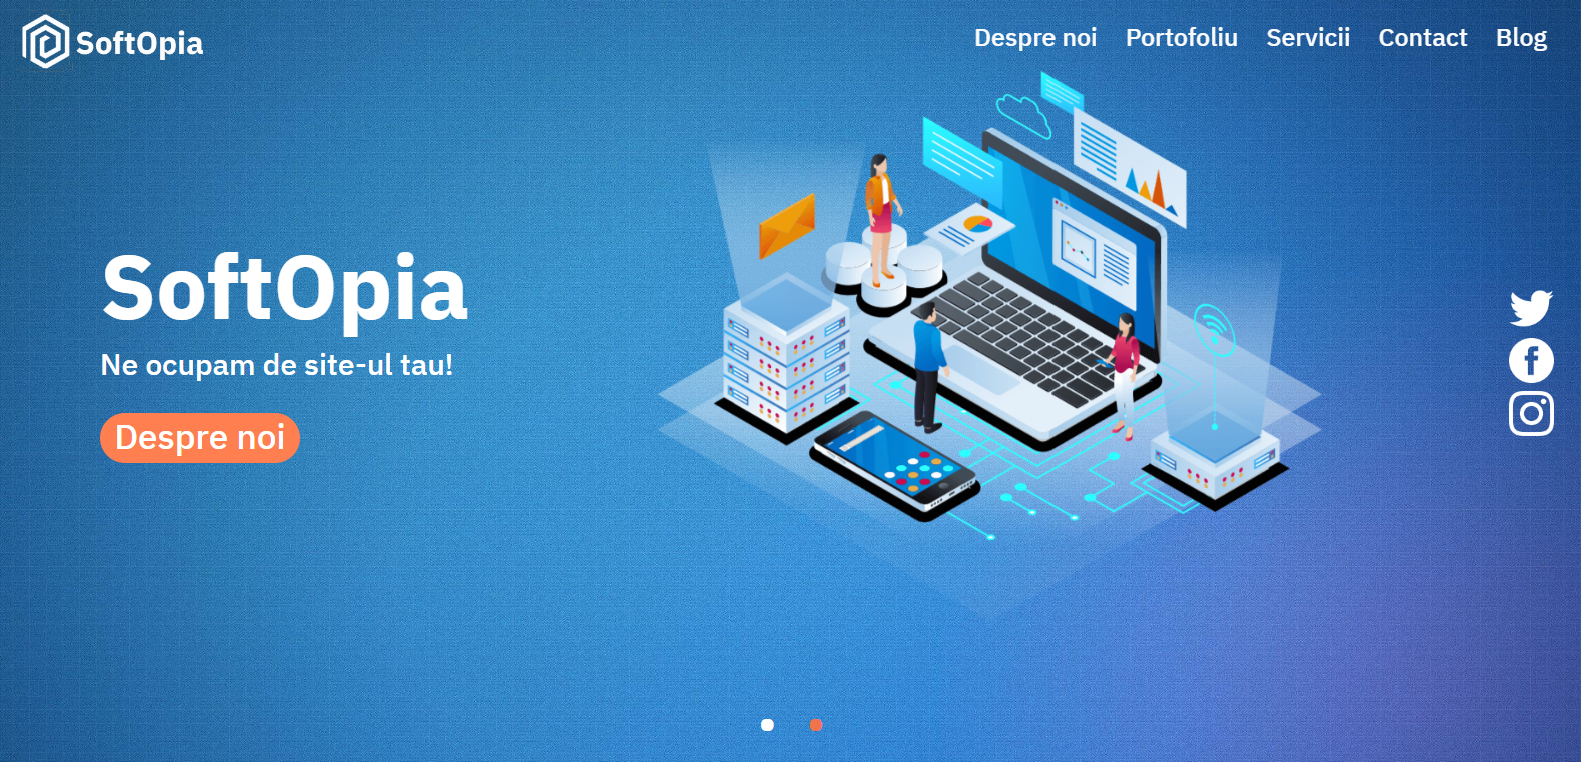 SoftOpia
Despre noi Portofoliu Servicii Contact Blog
SoftOpia
Ne ocupam de site-ul tau!
Despre noi